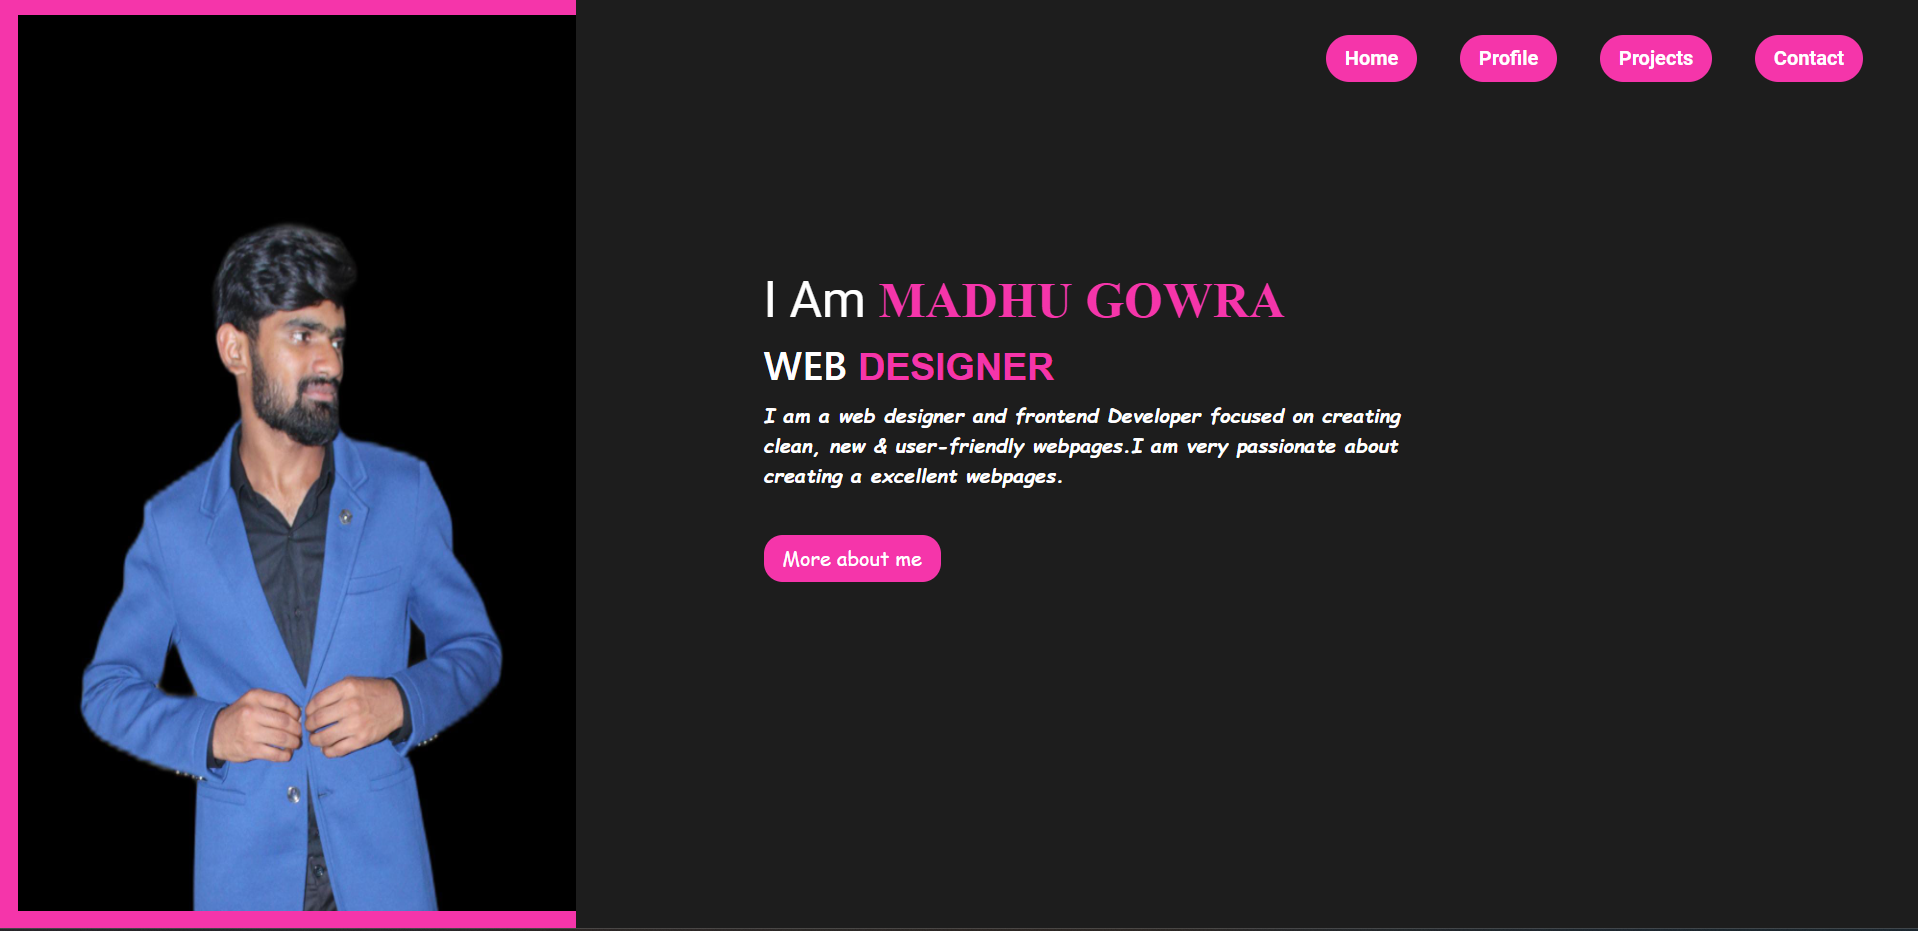 Home Profile Projects Contact
I Am MADHU GOWRA
WEB DESIGNER
I am a web designer and frontend Developer focused on creating
clean, new & user-friendly webpages.I am very passionate about
creating a excellent webpages.
More about me